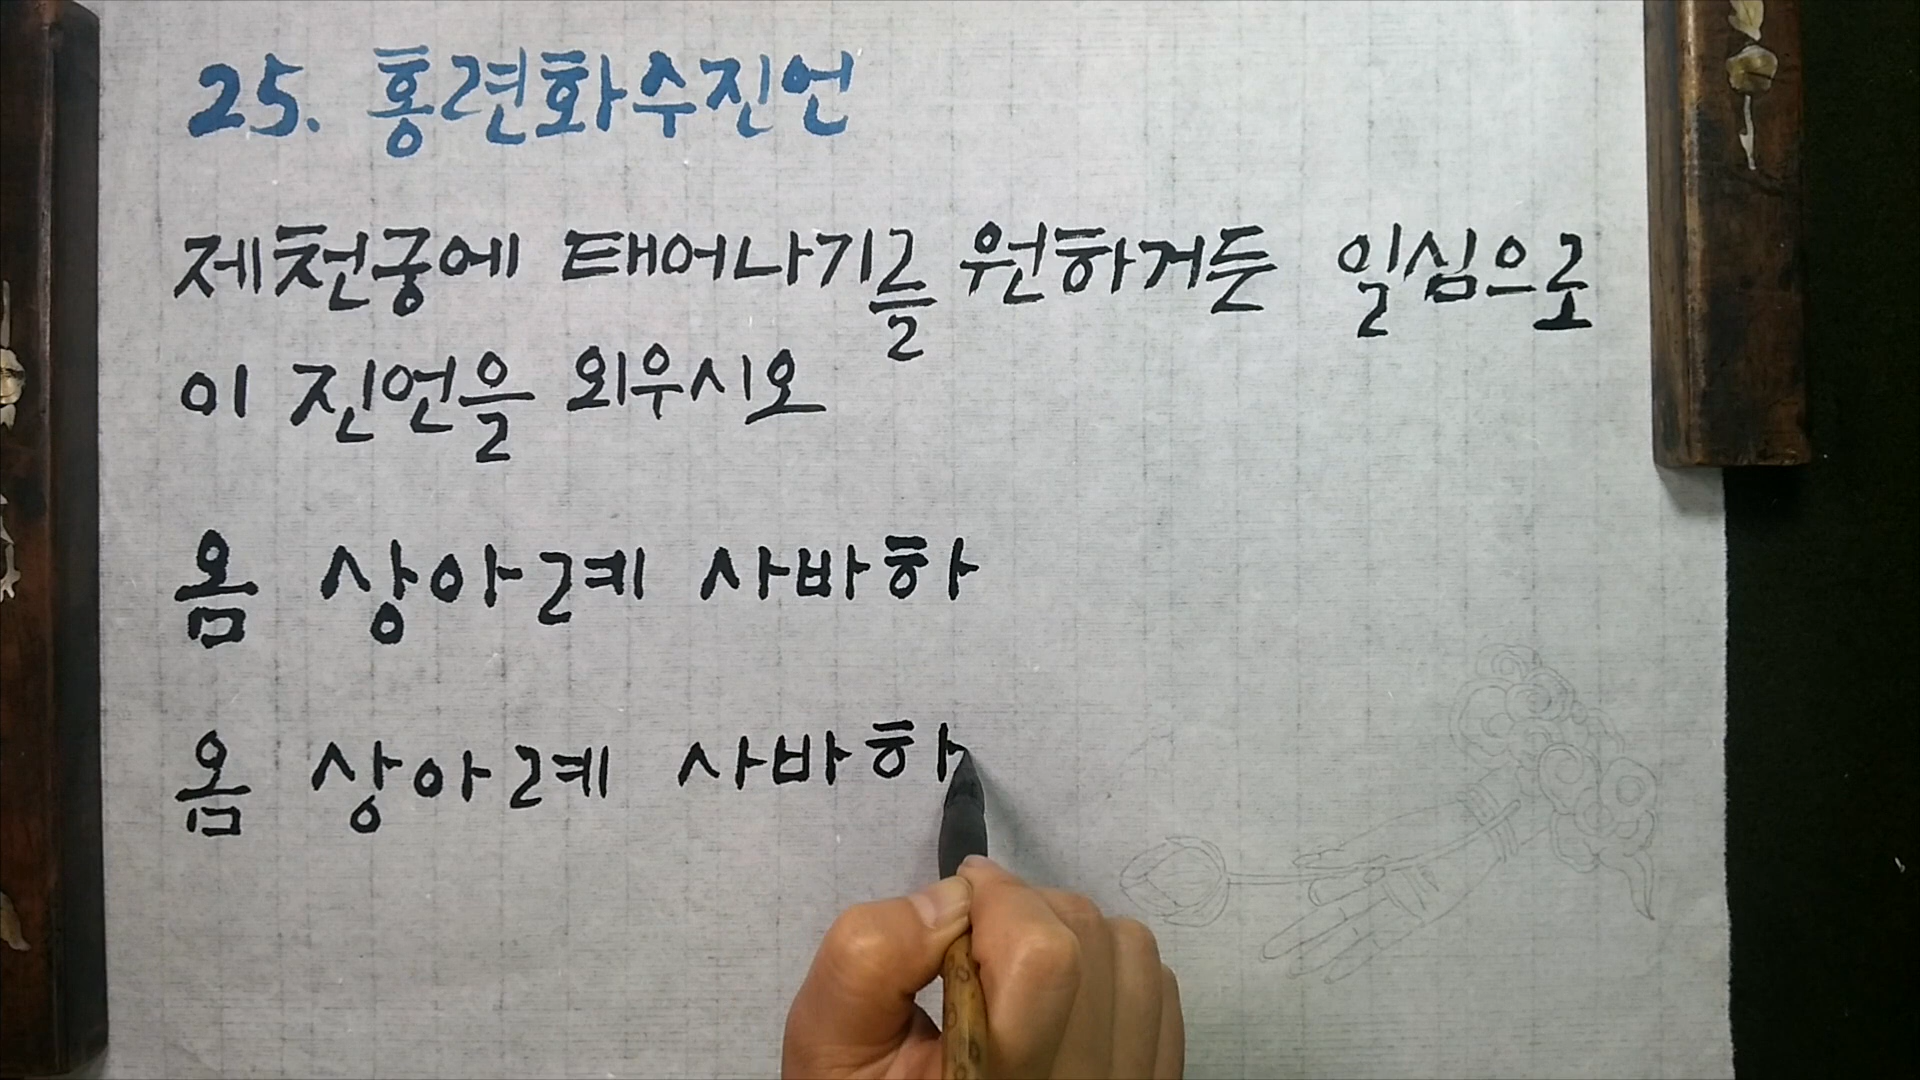 25. 홍련화수진언
제천궁에 태어나기를 원하거든 일심으로
이 진언을 외우시오
옴 상아례 사바하
옴 상아례 사바하